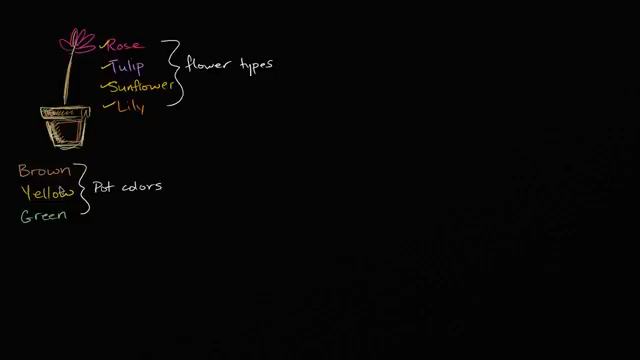 Rose
Tulip
Sunflower
Lily
flower types
Brown
Yellow
Green
Pot colors